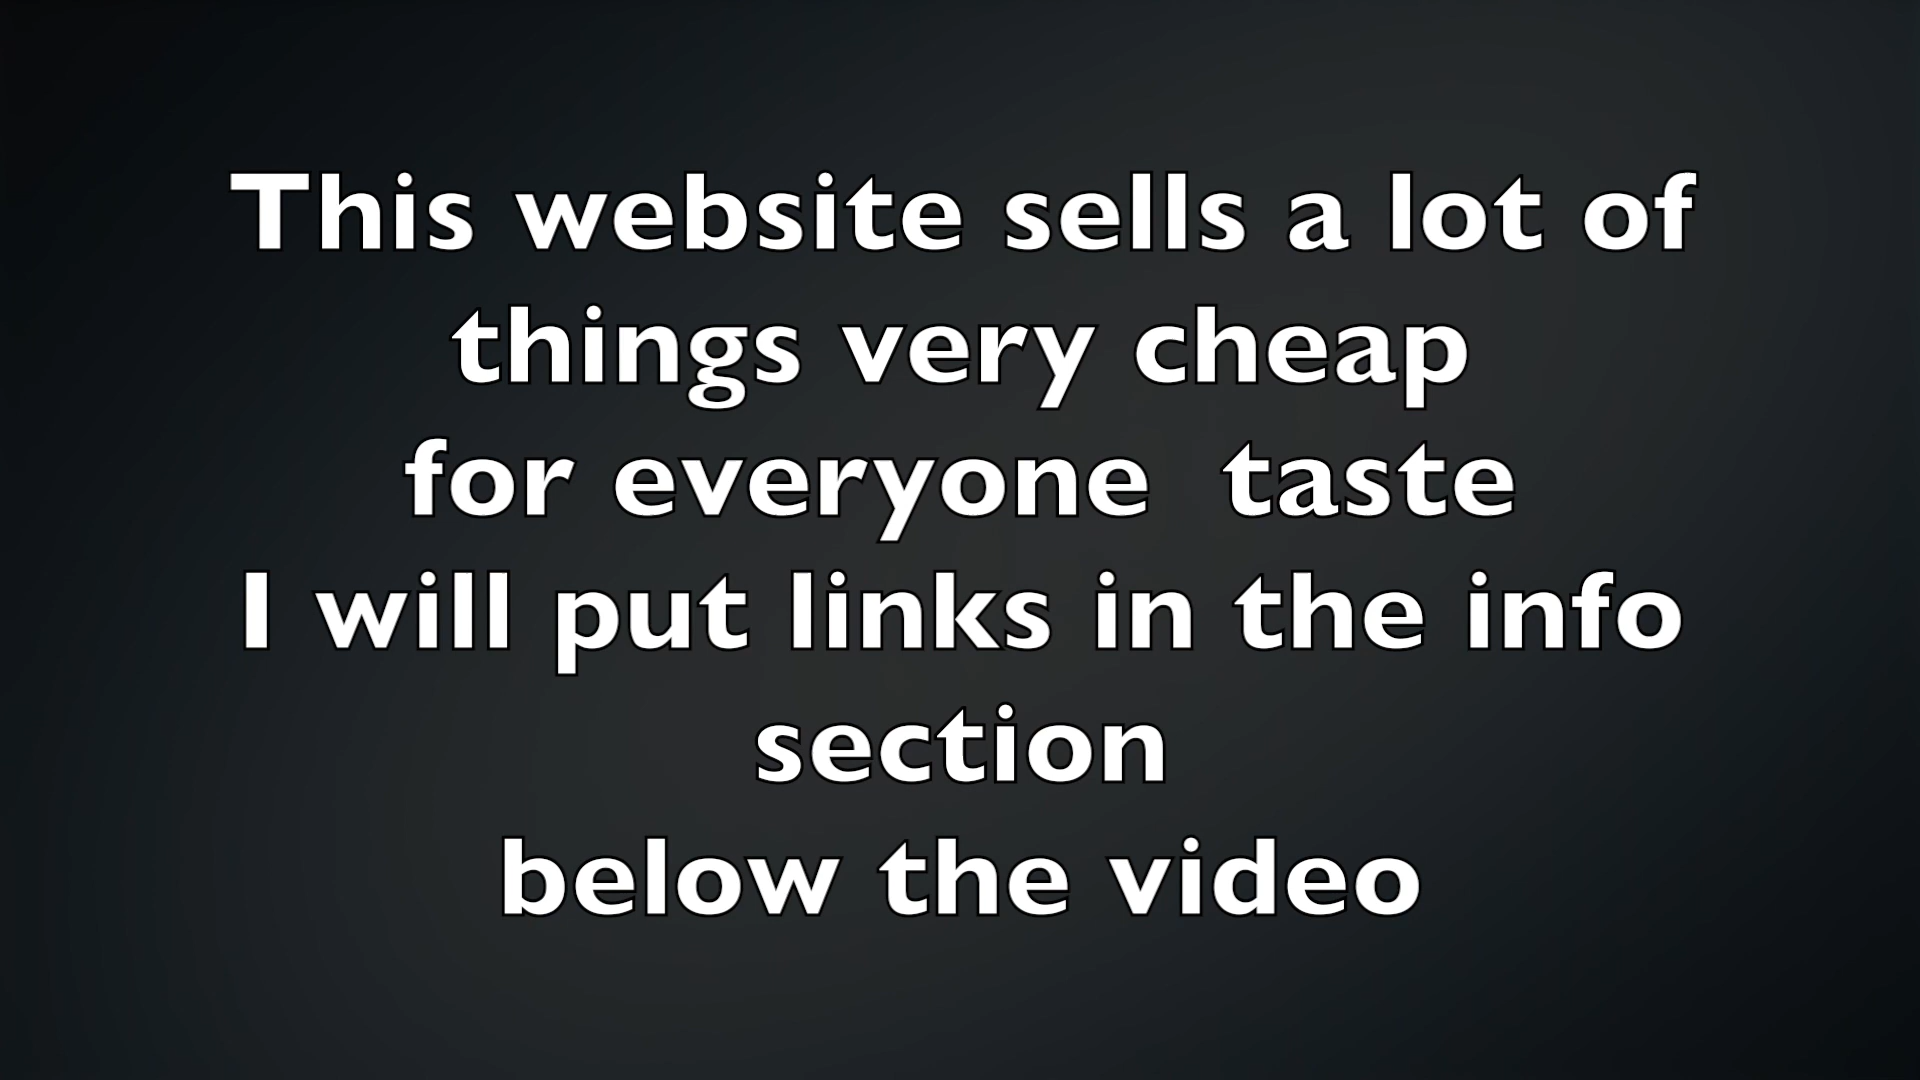 This website sells a lot of
things very cheap
for everyone  taste
I will put links in the info
section
below the video